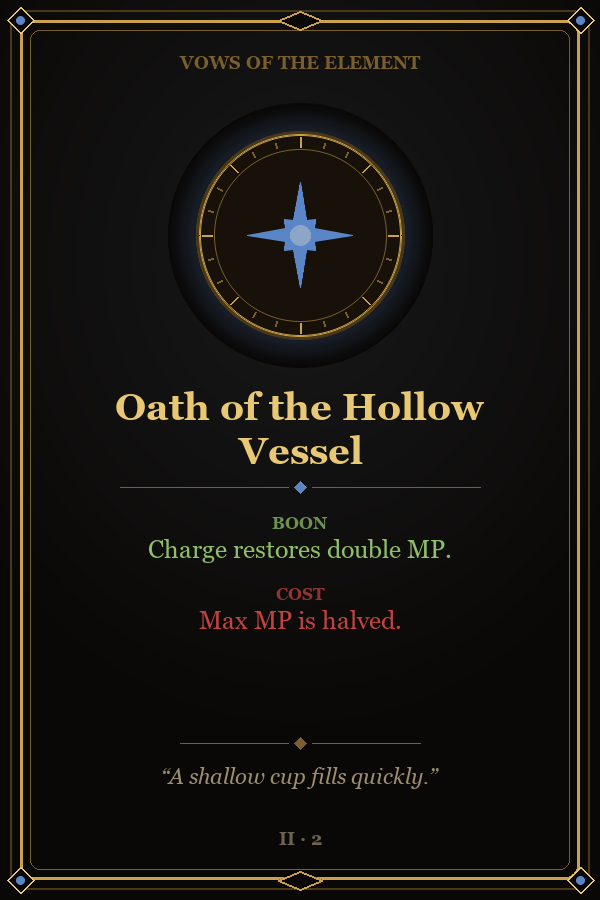 VOWS OF THE ELEMENT
Oath of the Hollow
Vessel
BOON
Charge restores double MP.
COST
Max MP is halved.
“A shallow cup fills quickly.”
II · 2